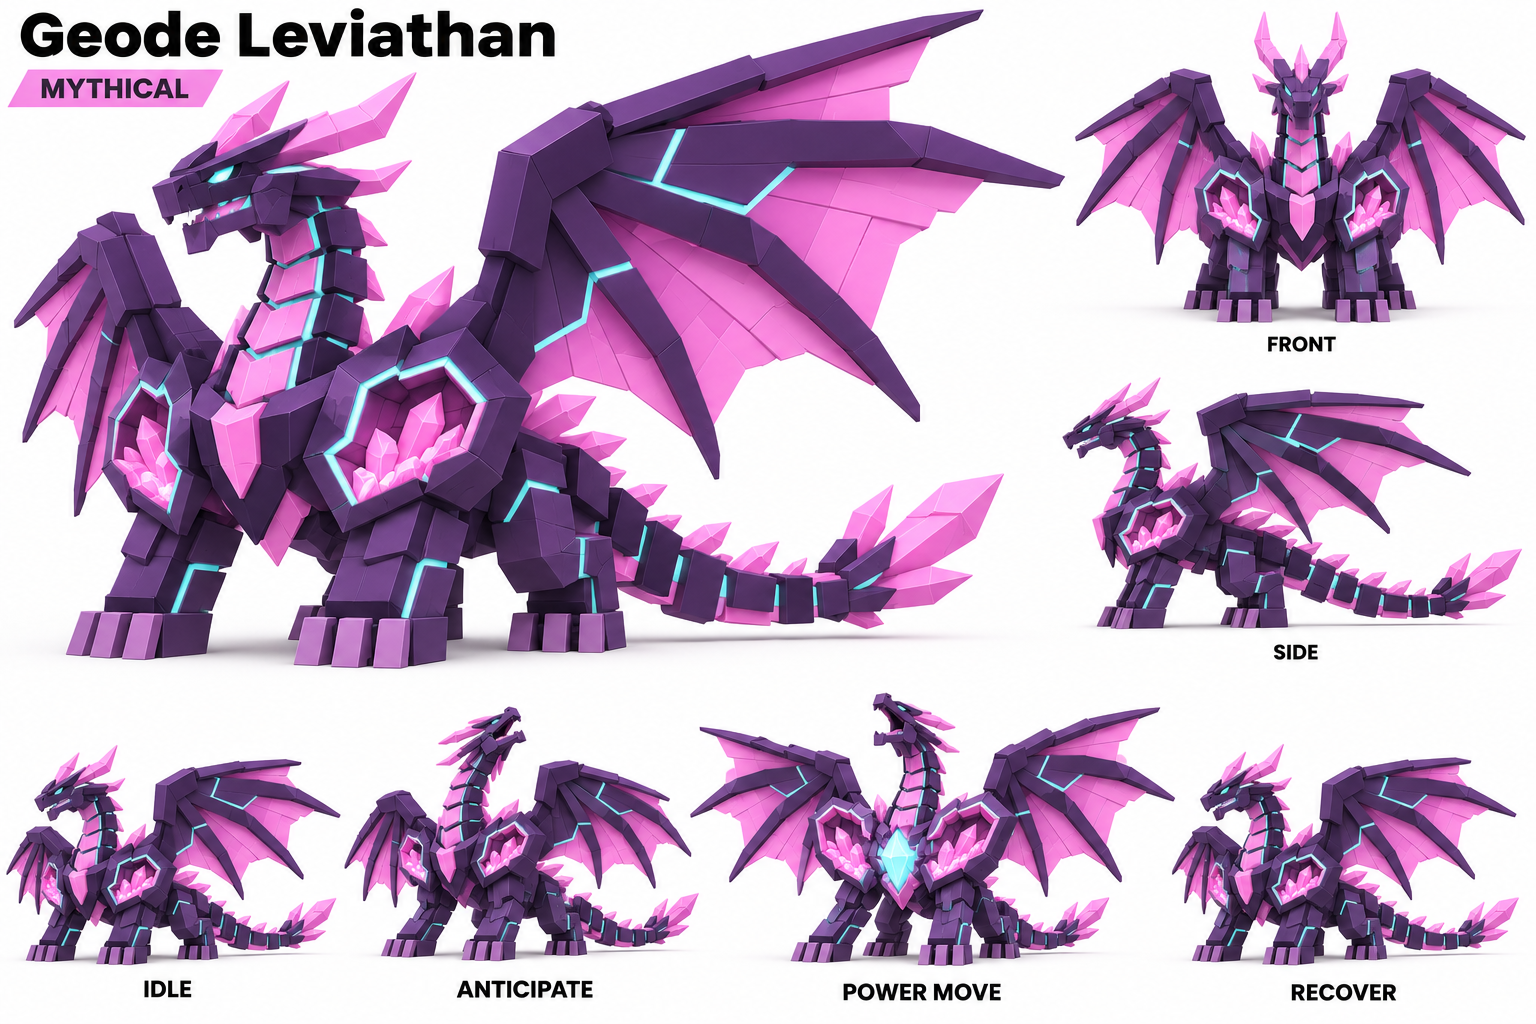 Geode Leviathan
MYTHICAL
FRONT
SIDE
IDLE
ANTICIPATE
POWER MOVE
RECOVER